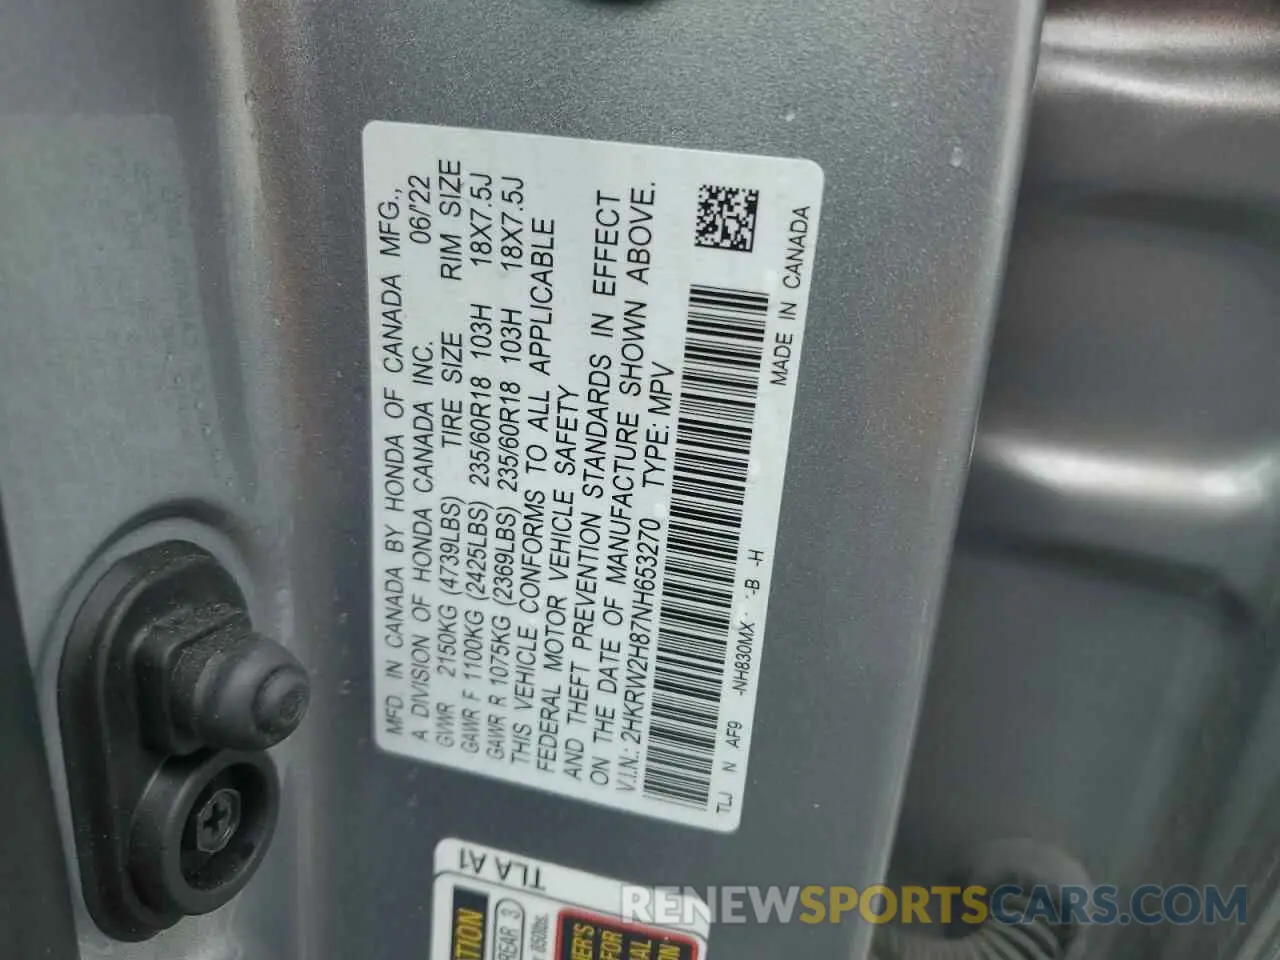 MFD. IN CANADA BY HONDA OF CANADA MFG.,
A DIVISION OF HONDA CANADA INC. 06/'22
GVWR 2150KG (4739LBS) TIRE SIZE RIM SIZE
GAWR F 1100KG (2425LBS) 235/60R18 103H 18X7.5J
GAWR R 1075KG (2369LBS) 235/60R18 103H 18X7.5J
THIS VEHICLE CONFORMS TO ALL APPLICABLE
FEDERAL MOTOR VEHICLE SAFETY
AND THEFT PREVENTION STANDARDS IN EFFECT
ON THE DATE OF MANUFACTURE SHOWN ABOVE.
V.I.N.: 2HKRW2H87NH653270 TYPE: MPV
TLJ N AF9 -NH830MX -B -H
MADE IN CANADA
TLA A1
REAR 3
850lbs.
RENEWSPORTSCARS.COM